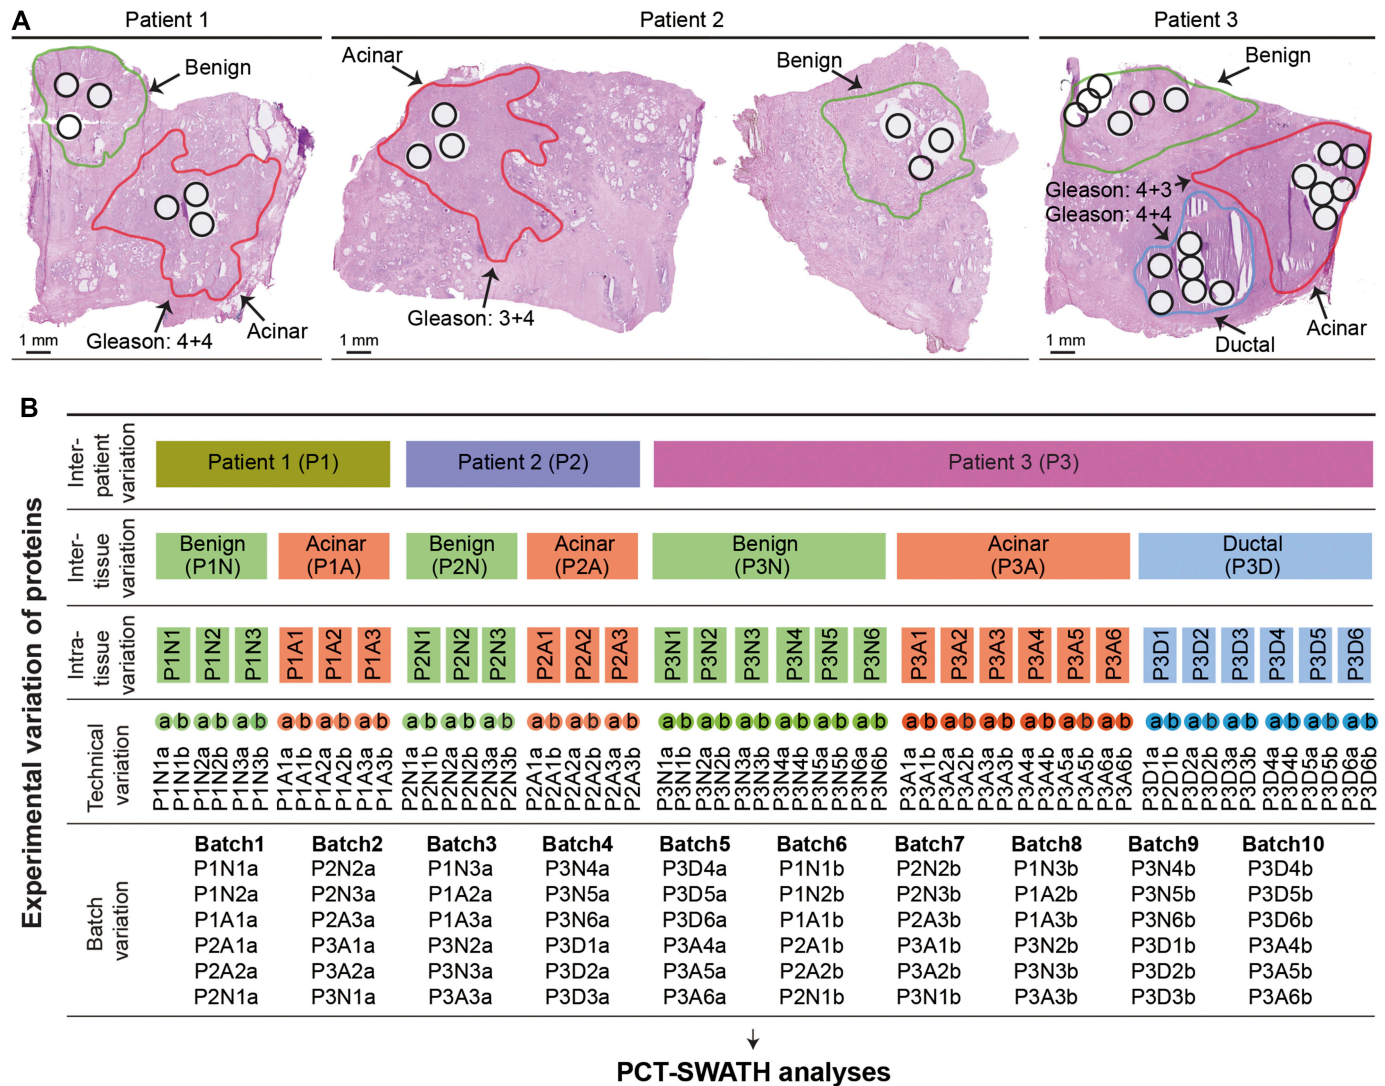 A
Patient 1
Patient 2
Patient 3
Benign
Acinar
Benign
Benign
Gleason: 4+3
Gleason: 4+4
Gleason: 3+4
Gleason: 4+4
Acinar
Acinar
Ductal
1 mm
1 mm
1 mm
B
Experimental variation of proteins
Inter-
patient
variation
Patient 1 (P1)
Patient 2 (P2)
Patient 3 (P3)
Inter-
tissue
variation
Benign
(P1N)
Acinar
(P1A)
Benign
(P2N)
Acinar
(P2A)
Benign
(P3N)
Acinar
(P3A)
Ductal
(P3D)
Intra-
tissue
variation
P1N1
P1N2
P1N3
P1A1
P1A2
P1A3
P2N1
P2N2
P2N3
P2A1
P2A2
P2A3
P3N1
P3N2
P3N3
P3N4
P3N5
P3N6
P3A1
P3A2
P3A3
P3A4
P3A5
P3A6
P3D1
P3D2
P3D3
P3D4
P3D5
P3D6
Technical
variation
a b a b a b a b a b a b a b a b a b a b a b a b a b a b a b a b a b a b a b a b a b a b a b a b a b a b a b a b a b a b
P1N1a
P1N1b
P1N2a
P1N2b
P1N3a
P1N3b
P1A1a
P1A1b
P1A2a
P1A2b
P1A3a
P1A3b
P2N1a
P2N1b
P2N2a
P2N2b
P2N3a
P2N3b
P2A1a
P2A1b
P2A2a
P2A2b
P2A3a
P2A3b
P3N1a
P3N1b
P3N2a
P3N2b
P3N3a
P3N3b
P3N4a
P3N4b
P3N5a
P3N5b
P3N6a
P3N6b
P3A1a
P3A1b
P3A2a
P3A2b
P3A3a
P3A3b
P3A4a
P3A4b
P3A5a
P3A5b
P3A6a
P3A6b
P3D1a
P3D1b
P3D2a
P3D2b
P3D3a
P3D3b
P3D4a
P3D4b
P3D5a
P3D5b
P3D6a
P3D6b
Batch
variation
Batch1 Batch2 Batch3 Batch4 Batch5 Batch6 Batch7 Batch8 Batch9 Batch10
P1N1a P2N2a P1N3a P3N4a P3D4a P1N1b P2N2b P1N3b P3N4b P3D4b
P1N2a P2N3a P1A2a P3N5a P3D5a P1N2b P2N3b P1A2b P3N5b P3D5b
P1A1a P2A3a P1A3a P3N6a P3D6a P1A1b P2A3b P1A3b P3N6b P3D6b
P2A1a P3A1a P3N2a P3D1a P3A4a P2A1b P3A1b P3N2b P3D1b P3A4b
P2A2a P3A2a P3N3a P3D2a P3A5a P2A2b P3A2b P3N3b P3D2b P3A5b
P2N1a P3N1a P3A3a P3D3a P3A6a P2N1b P3N1b P3A3b P3D3b P3A6b
PCT-SWATH analyses